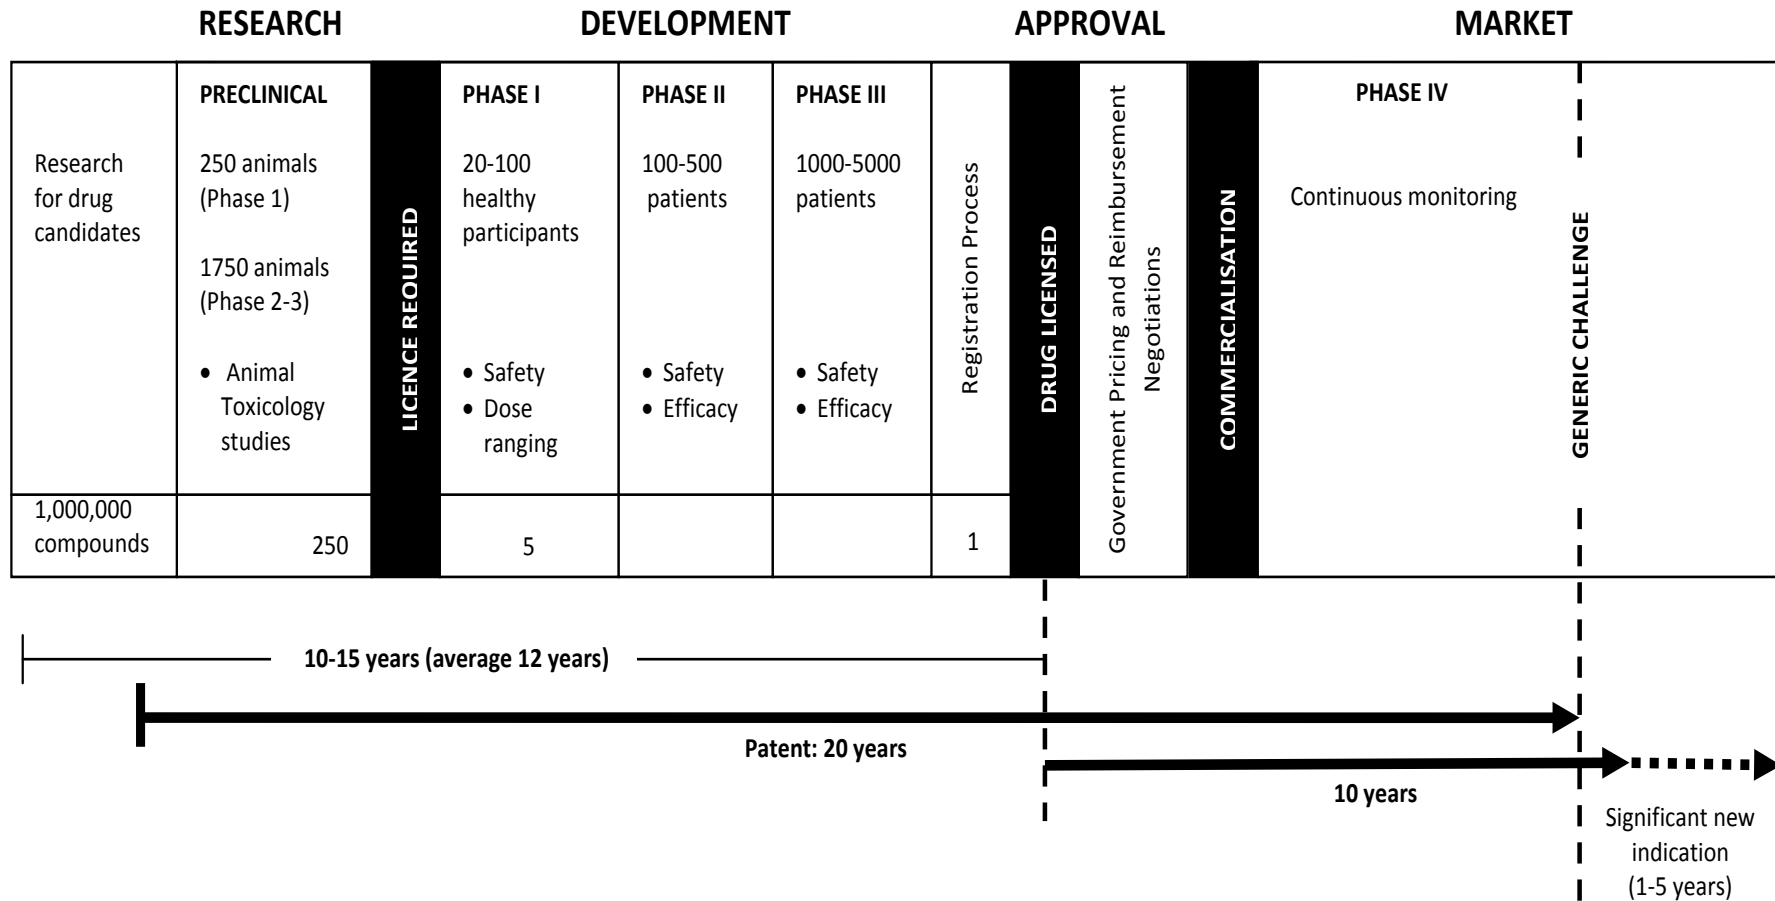 RESEARCH
DEVELOPMENT
APPROVAL
MARKET
Research
for drug
candidates
1,000,000
compounds
PRECLINICAL
250 animals
(Phase 1)
1750 animals
(Phase 2-3)
• Animal
Toxicology
studies
250
LICENCE REQUIRED
PHASE I
20-100
healthy
participants
• Safety
• Dose
ranging
5
PHASE II
100-500
patients
• Safety
• Efficacy
PHASE III
1000-5000
patients
• Safety
• Efficacy
Registration Process
1
DRUG LICENSED
Government Pricing and Reimbursement
Negotiations
COMMERCIALISATION
PHASE IV
Continuous monitoring
GENERIC CHALLENGE
10-15 years (average 12 years)
Patent: 20 years
10 years
Significant new
indication
(1-5 years)